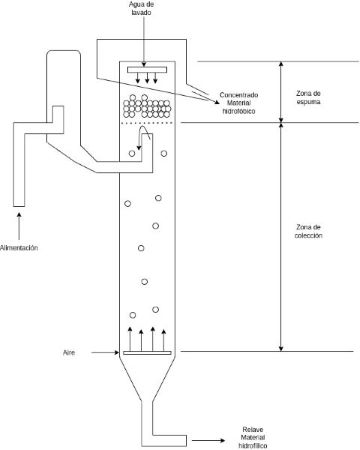 Agua de
lavado
Concentrado
Material
hidrofóbico
Zona de
espuma
Zona de
colección
Alimentación
Aire
Relave
Material
hidrofílico